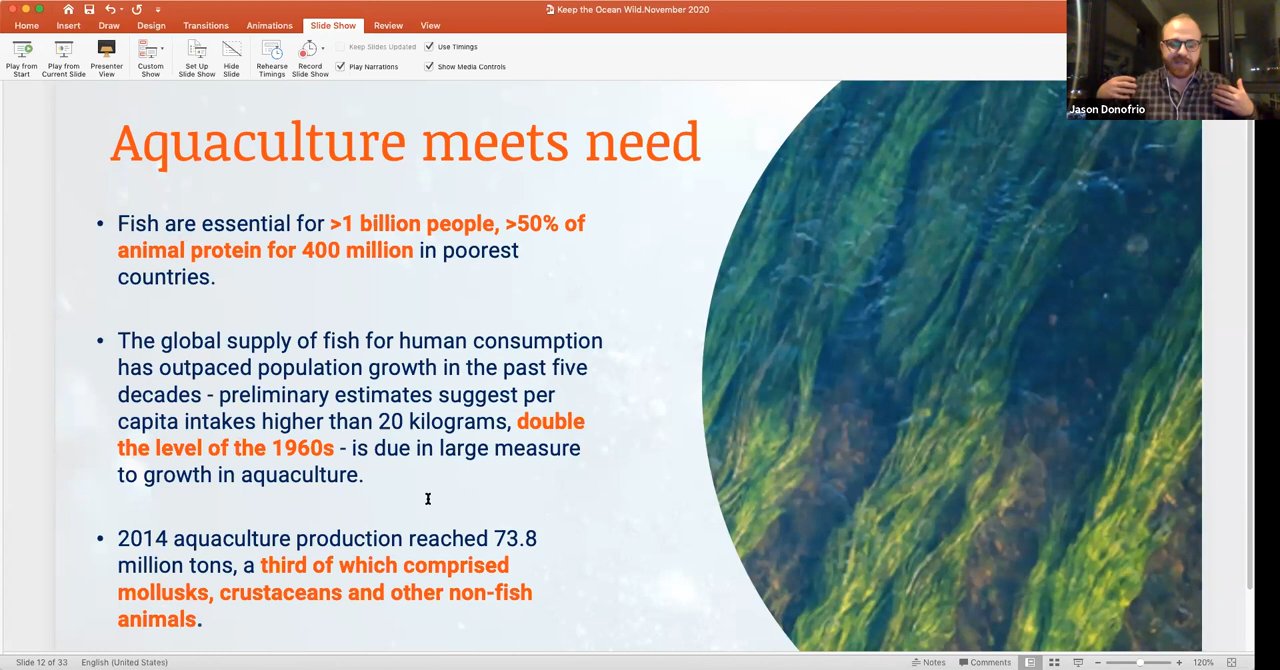 Keep the Ocean Wild.November 2020
Home Insert Draw Design Transitions Animations Slide Show Review View
Play from Start
Play from Current Slide
Presenter View
Custom Show
Set Up Slide Show
Hide Slide
Rehearse Timings
Record Slide Show
Keep Slides Updated
Play Narrations
Use Timings
Show Media Controls
Jason Donofrio
Aquaculture meets need
• Fish are essential for >1 billion people, >50% of
animal protein for 400 million in poorest
countries.
• The global supply of fish for human consumption
has outpaced population growth in the past five
decades - preliminary estimates suggest per
capita intakes higher than 20 kilograms, double
the level of the 1960s - is due in large measure
to growth in aquaculture.
• 2014 aquaculture production reached 73.8
million tons, a third of which comprised
mollusks, crustaceans and other non-fish
animals.
Slide 12 of 33 English (United States) Notes Comments 120%